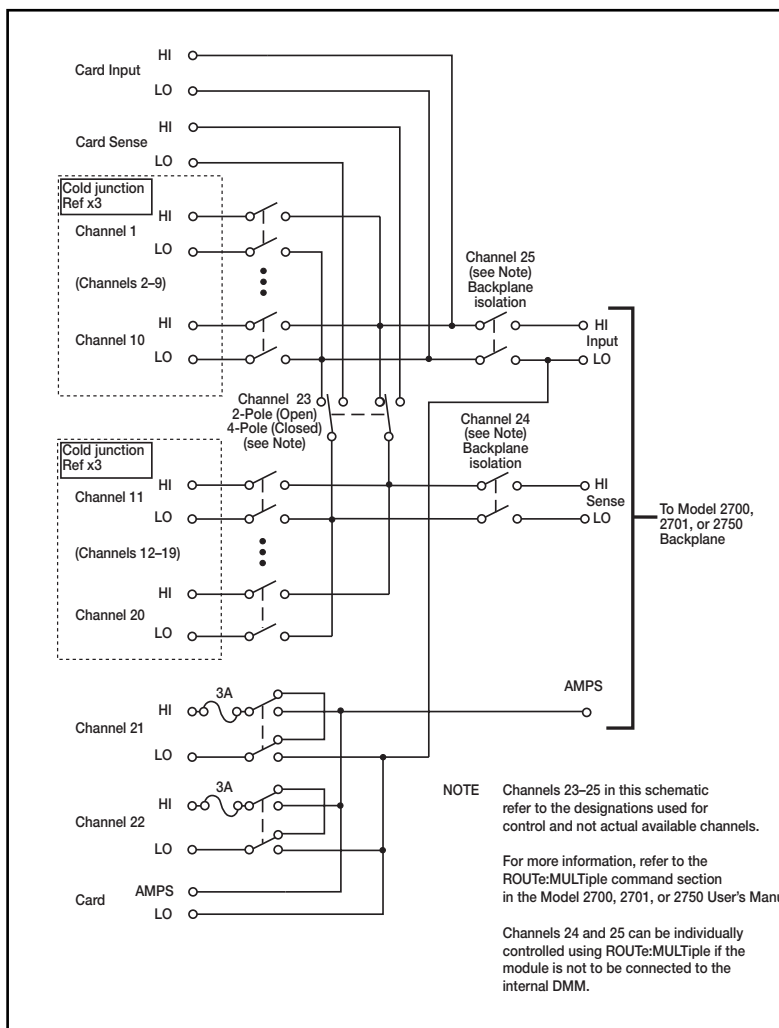 HI
Card Input
LO
HI
Card Sense
LO
Cold junction
Ref x3
HI
Channel 1
LO
(Channels 2–9)
HI
Channel 10
LO
Channel 25
(see Note)
Backplane
isolation
HI
Input
LO
Channel 23
2-Pole (Open)
4-Pole (Closed)
(see Note)
Channel 24
(see Note)
Backplane
isolation
Cold junction
Ref x3
HI
Channel 11
LO
(Channels 12–19)
HI
Channel 20
LO
HI
Sense
LO
To Model 2700,
2701, or 2750
Backplane
AMPS
3A
HI
Channel 21
LO
3A
HI
Channel 22
LO
AMPS
Card
LO
NOTE Channels 23–25 in this schematic
refer to the designations used for
control and not actual available channels.
For more information, refer to the
ROUTe:MULTiple command section
in the Model 2700, 2701, or 2750 User's Manu
Channels 24 and 25 can be individually
controlled using ROUTe:MULTiple if the
module is not to be connected to the
internal DMM.